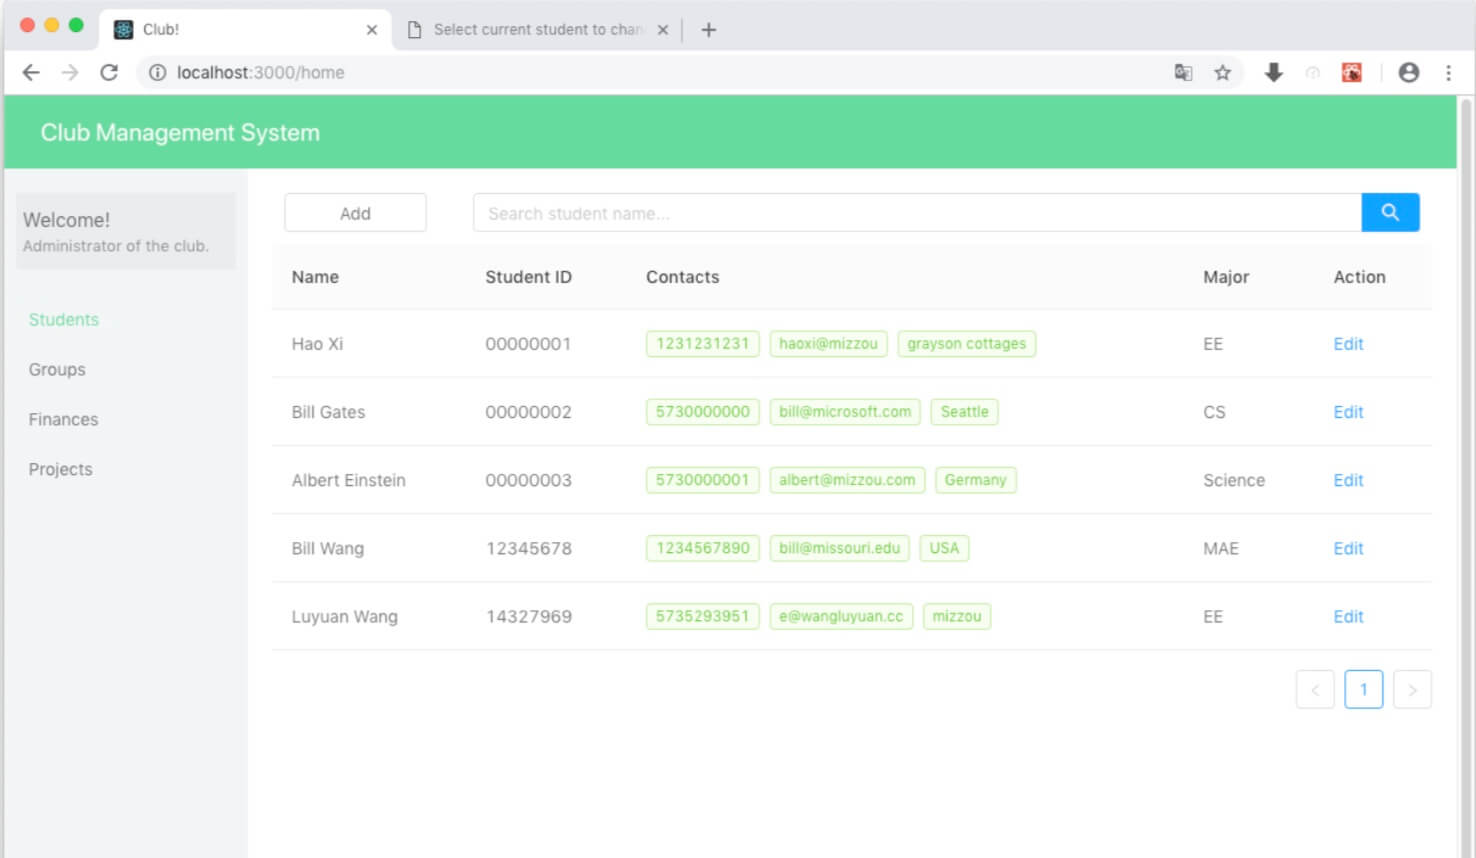 Club!
Select current student to chan
localhost:3000/home
Club Management System
Welcome!
Administrator of the club.
Students
Groups
Finances
Projects
Add
Search student name...
Name Student ID Contacts Major Action
Hao Xi 00000001 1231231231 haoxi@mizzou grayson cottages EE Edit
Bill Gates 00000002 5730000000 bill@microsoft.com Seattle CS Edit
Albert Einstein 00000003 5730000001 albert@mizzou.com Germany Science Edit
Bill Wang 12345678 1234567890 bill@missouri.edu USA MAE Edit
Luyuan Wang 14327969 5735293951 e@wangluyuan.cc mizzou EE Edit
< 1 >